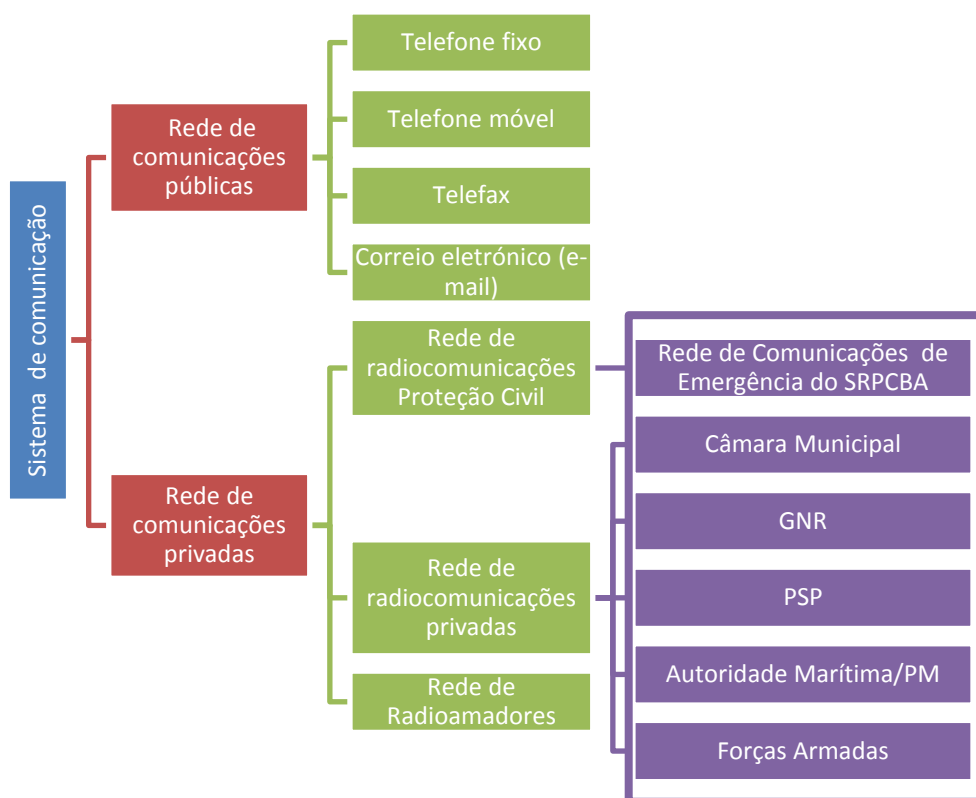 Sistema de comunicação
Rede de
comunicações
públicas
Telefone fixo
Telefone móvel
Telefax
Correio eletrónico (e-
mail)
Rede de
comunicações
privadas
Rede de
radiocomunicações
Proteção Civil
Rede de Comunicações de
Emergência do SRPCBA
Rede de
radiocomunicações
privadas
Câmara Municipal
GNR
PSP
Autoridade Marítima/PM
Forças Armadas
Rede de
Radioamadores